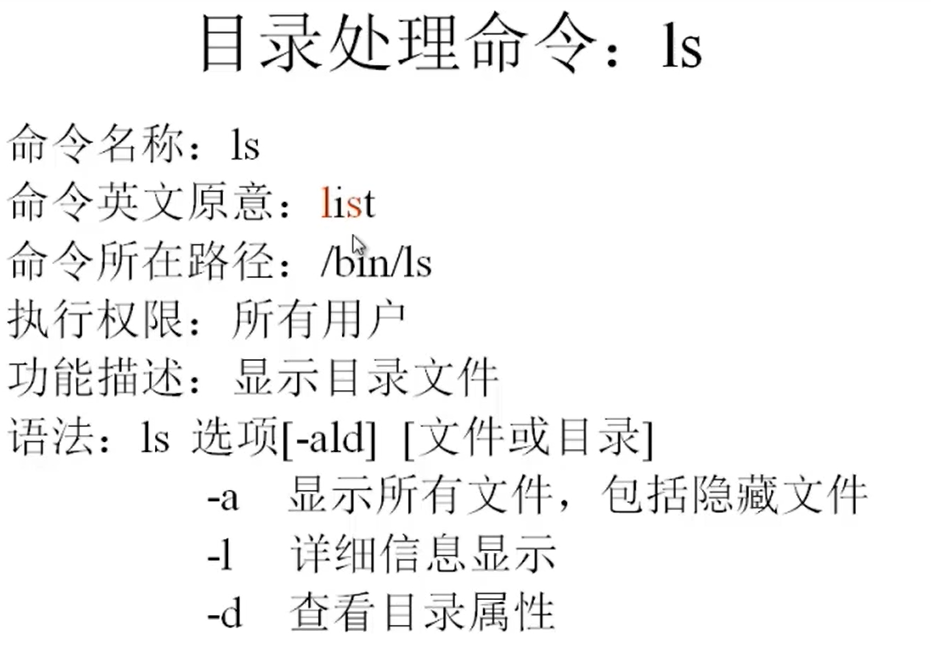 目录处理命令：ls
命令名称：ls
命令英文原意：list
命令所在路径：/bin/ls
执行权限：所有用户
功能描述：显示目录文件
语法：ls 选项[-ald] [文件或目录]
-a 显示所有文件，包括隐藏文件
-l 详细信息显示
-d 查看目录属性